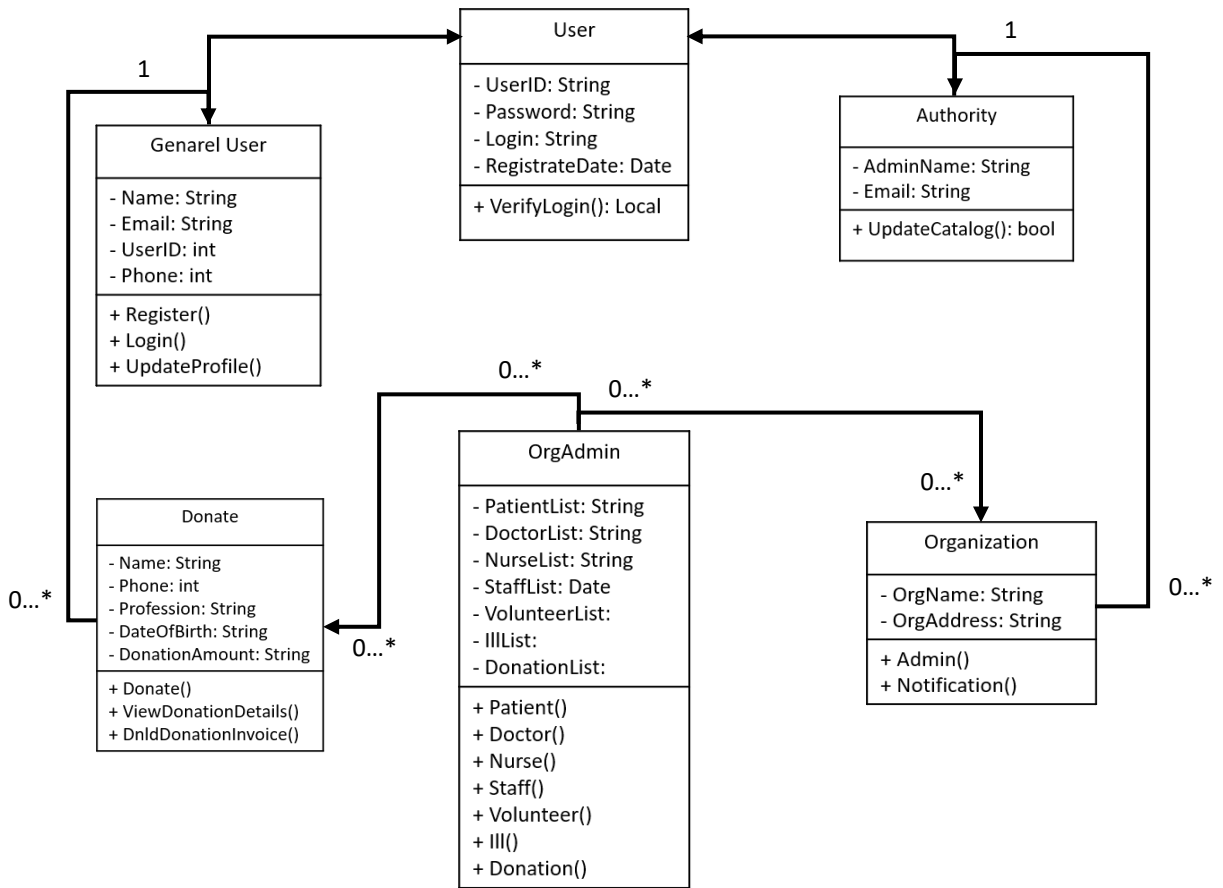 User
- UserID: String
- Password: String
- Login: String
- RegistrateDate: Date
+ VerifyLogin(): Local
1
Genarel User
- Name: String
- Email: String
- UserID: int
- Phone: int
+ Register()
+ Login()
+ UpdateProfile()
1
Authority
- AdminName: String
- Email: String
+ UpdateCatalog(): bool
0...*
0...*
OrgAdmin
- PatientList: String
- DoctorList: String
- NurseList: String
- StaffList: Date
- VolunteerList:
- IllList:
- DonationList:
+ Patient()
+ Doctor()
+ Nurse()
+ Staff()
+ Volunteer()
+ Ill()
+ Donation()
Donate
- Name: String
- Phone: int
- Profession: String
- DateOfBirth: String
- DonationAmount: String
+ Donate()
+ ViewDonationDetails()
+ DnldDonationInvoice()
0...*
0...*
0...*
Organization
- OrgName: String
- OrgAddress: String
+ Admin()
+ Notification()
0...*